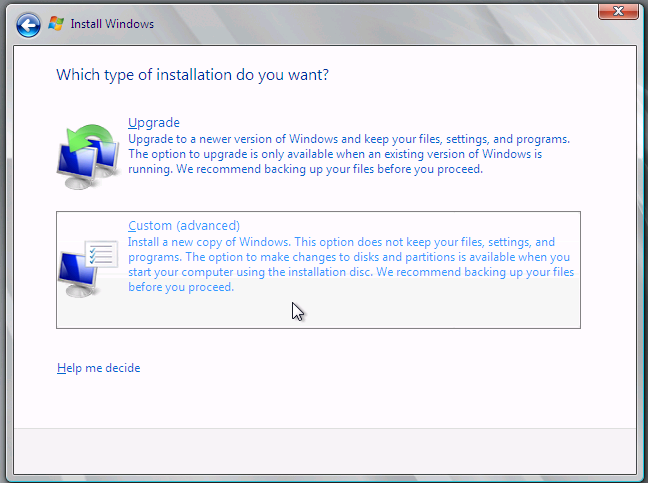 Install Windows
Which type of installation do you want?
Upgrade
Upgrade to a newer version of Windows and keep your files, settings, and programs.
The option to upgrade is only available when an existing version of Windows is
running. We recommend backing up your files before you proceed.
Custom (advanced)
Install a new copy of Windows. This option does not keep your files, settings, and
programs. The option to make changes to disks and partitions is available when you
start your computer using the installation disc. We recommend backing up your files
before you proceed.
Help me decide